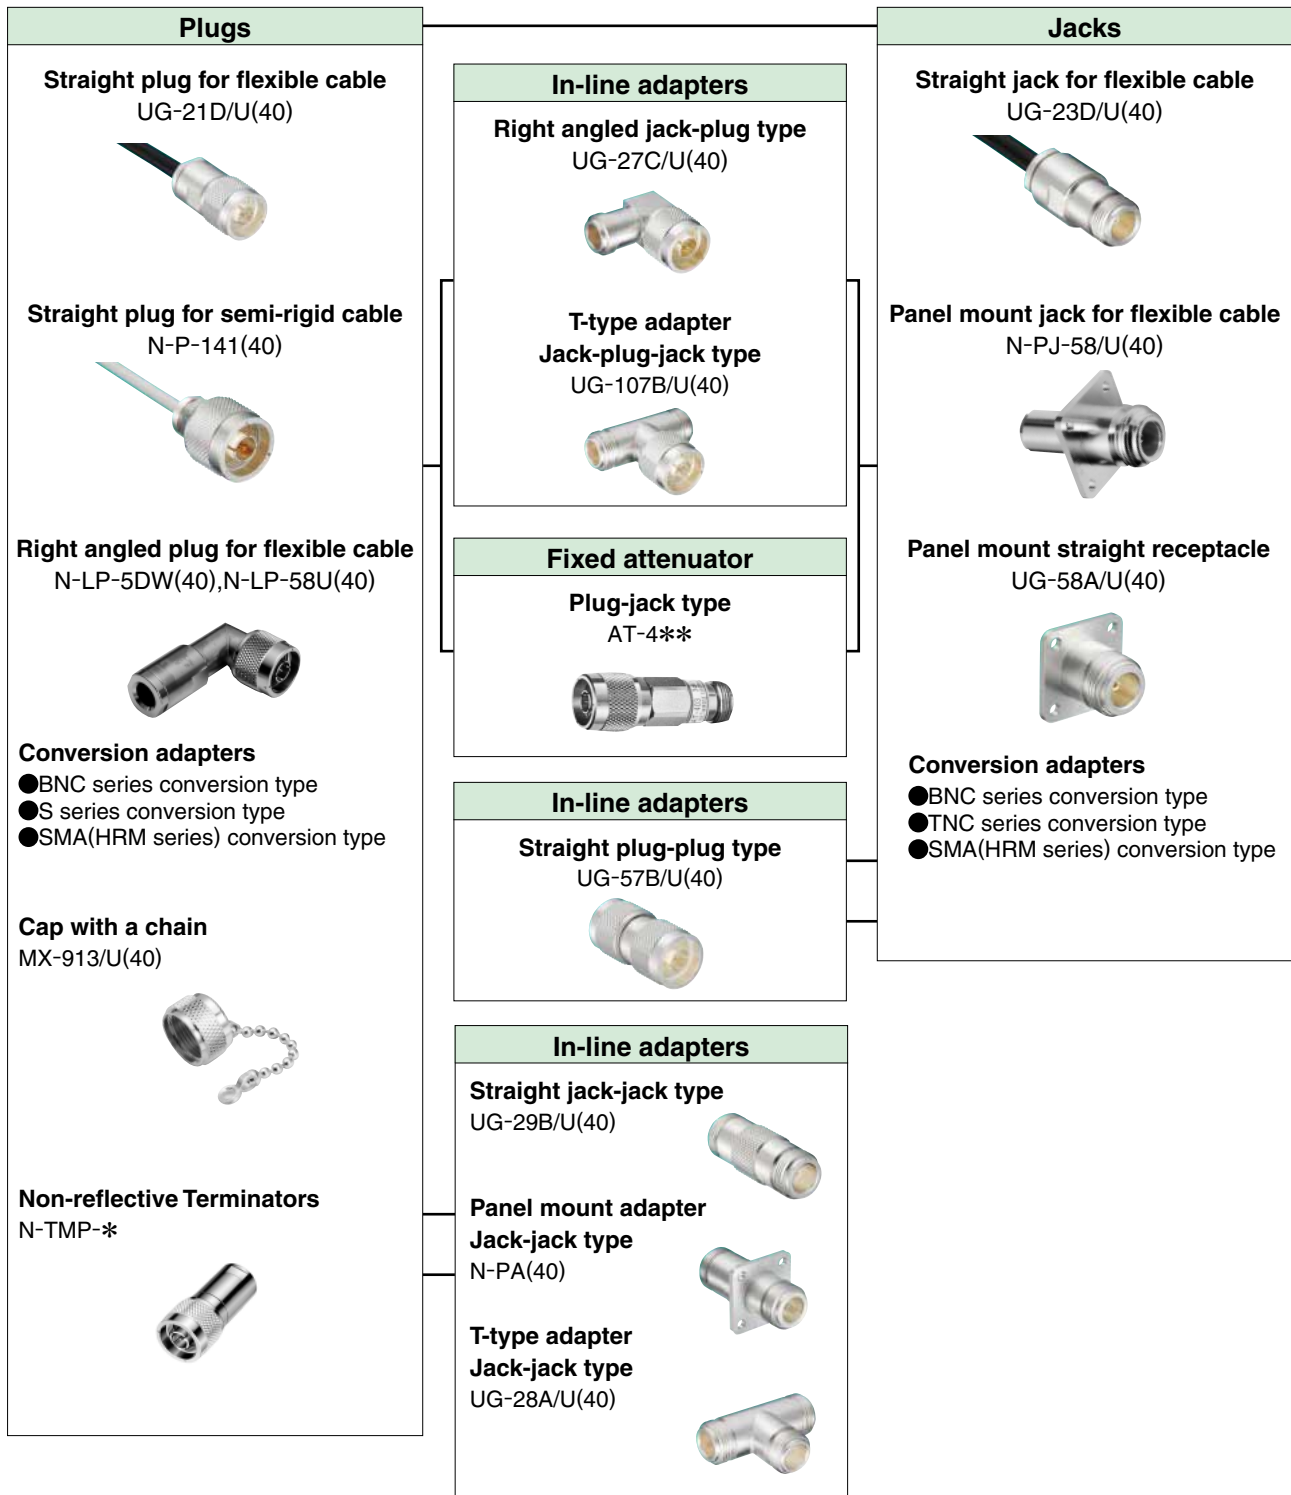 Plugs
Straight plug for flexible cable
UG-21D/U(40)
Straight plug for semi-rigid cable
N-P-141(40)
Right angled plug for flexible cable
N-LP-5DW(40),N-LP-58U(40)
Conversion adapters
●BNC series conversion type
●S series conversion type
●SMA(HRM series) conversion type
Cap with a chain
MX-913/U(40)
Non-reflective Terminators
N-TMP-*
In-line adapters
Right angled jack-plug type
UG-27C/U(40)
T-type adapter
Jack-plug-jack type
UG-107B/U(40)
Fixed attenuator
Plug-jack type
AT-4**
In-line adapters
Straight plug-plug type
UG-57B/U(40)
In-line adapters
Straight jack-jack type
UG-29B/U(40)
Panel mount adapter
Jack-jack type
N-PA(40)
T-type adapter
Jack-jack type
UG-28A/U(40)
Jacks
Straight jack for flexible cable
UG-23D/U(40)
Panel mount jack for flexible cable
N-PJ-58/U(40)
Panel mount straight receptacle
UG-58A/U(40)
Conversion adapters
●BNC series conversion type
●TNC series conversion type
●SMA(HRM series) conversion type